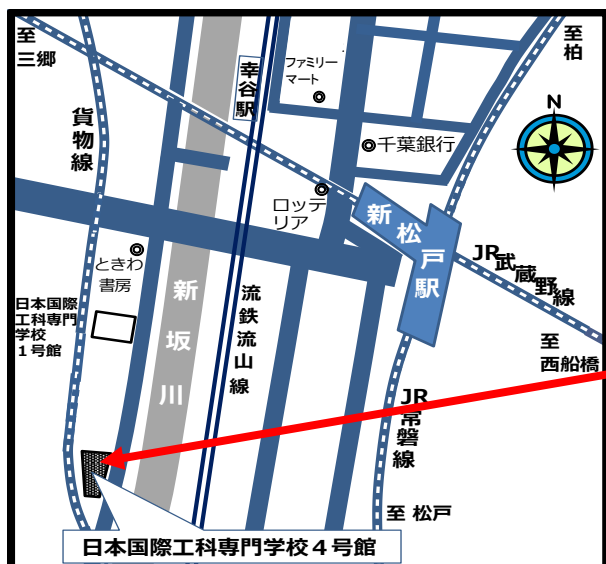 至
三郷
貨物線
幸谷駅
ファミリー
マート
千葉銀行
至
柏
N
ロッテ
リア
新松戸駅
JR武蔵野線
ときわ
書房
日本国際
工科専門
学校
１号館
新坂川
流鉄流山線
至
西船橋
JR常磐線
至 松戸
日本国際工科専門学校４号館